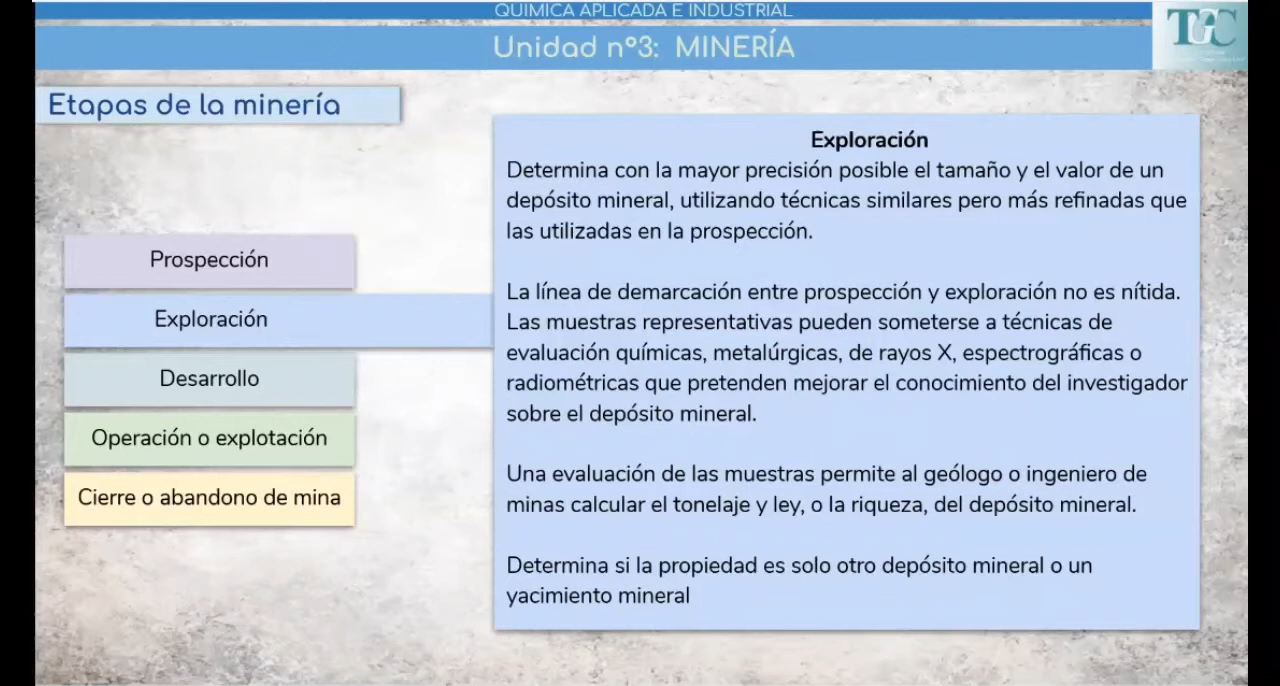 QUIMICA APLICADA E INDUSTRIAL
Unidad nº3: MINERÍA
TGC
Etapas de la minería
Prospección
Exploración
Desarrollo
Operación o explotación
Cierre o abandono de mina
Exploración
Determina con la mayor precisión posible el tamaño y el valor de un
depósito mineral, utilizando técnicas similares pero más refinadas que
las utilizadas en la prospección.
La línea de demarcación entre prospección y exploración no es nítida.
Las muestras representativas pueden someterse a técnicas de
evaluación químicas, metalúrgicas, de rayos X, espectrográficas o
radiométricas que pretenden mejorar el conocimiento del investigador
sobre el depósito mineral.
Una evaluación de las muestras permite al geólogo o ingeniero de
minas calcular el tonelaje y ley, o la riqueza, del depósito mineral.
Determina si la propiedad es solo otro depósito mineral o un
yacimiento mineral